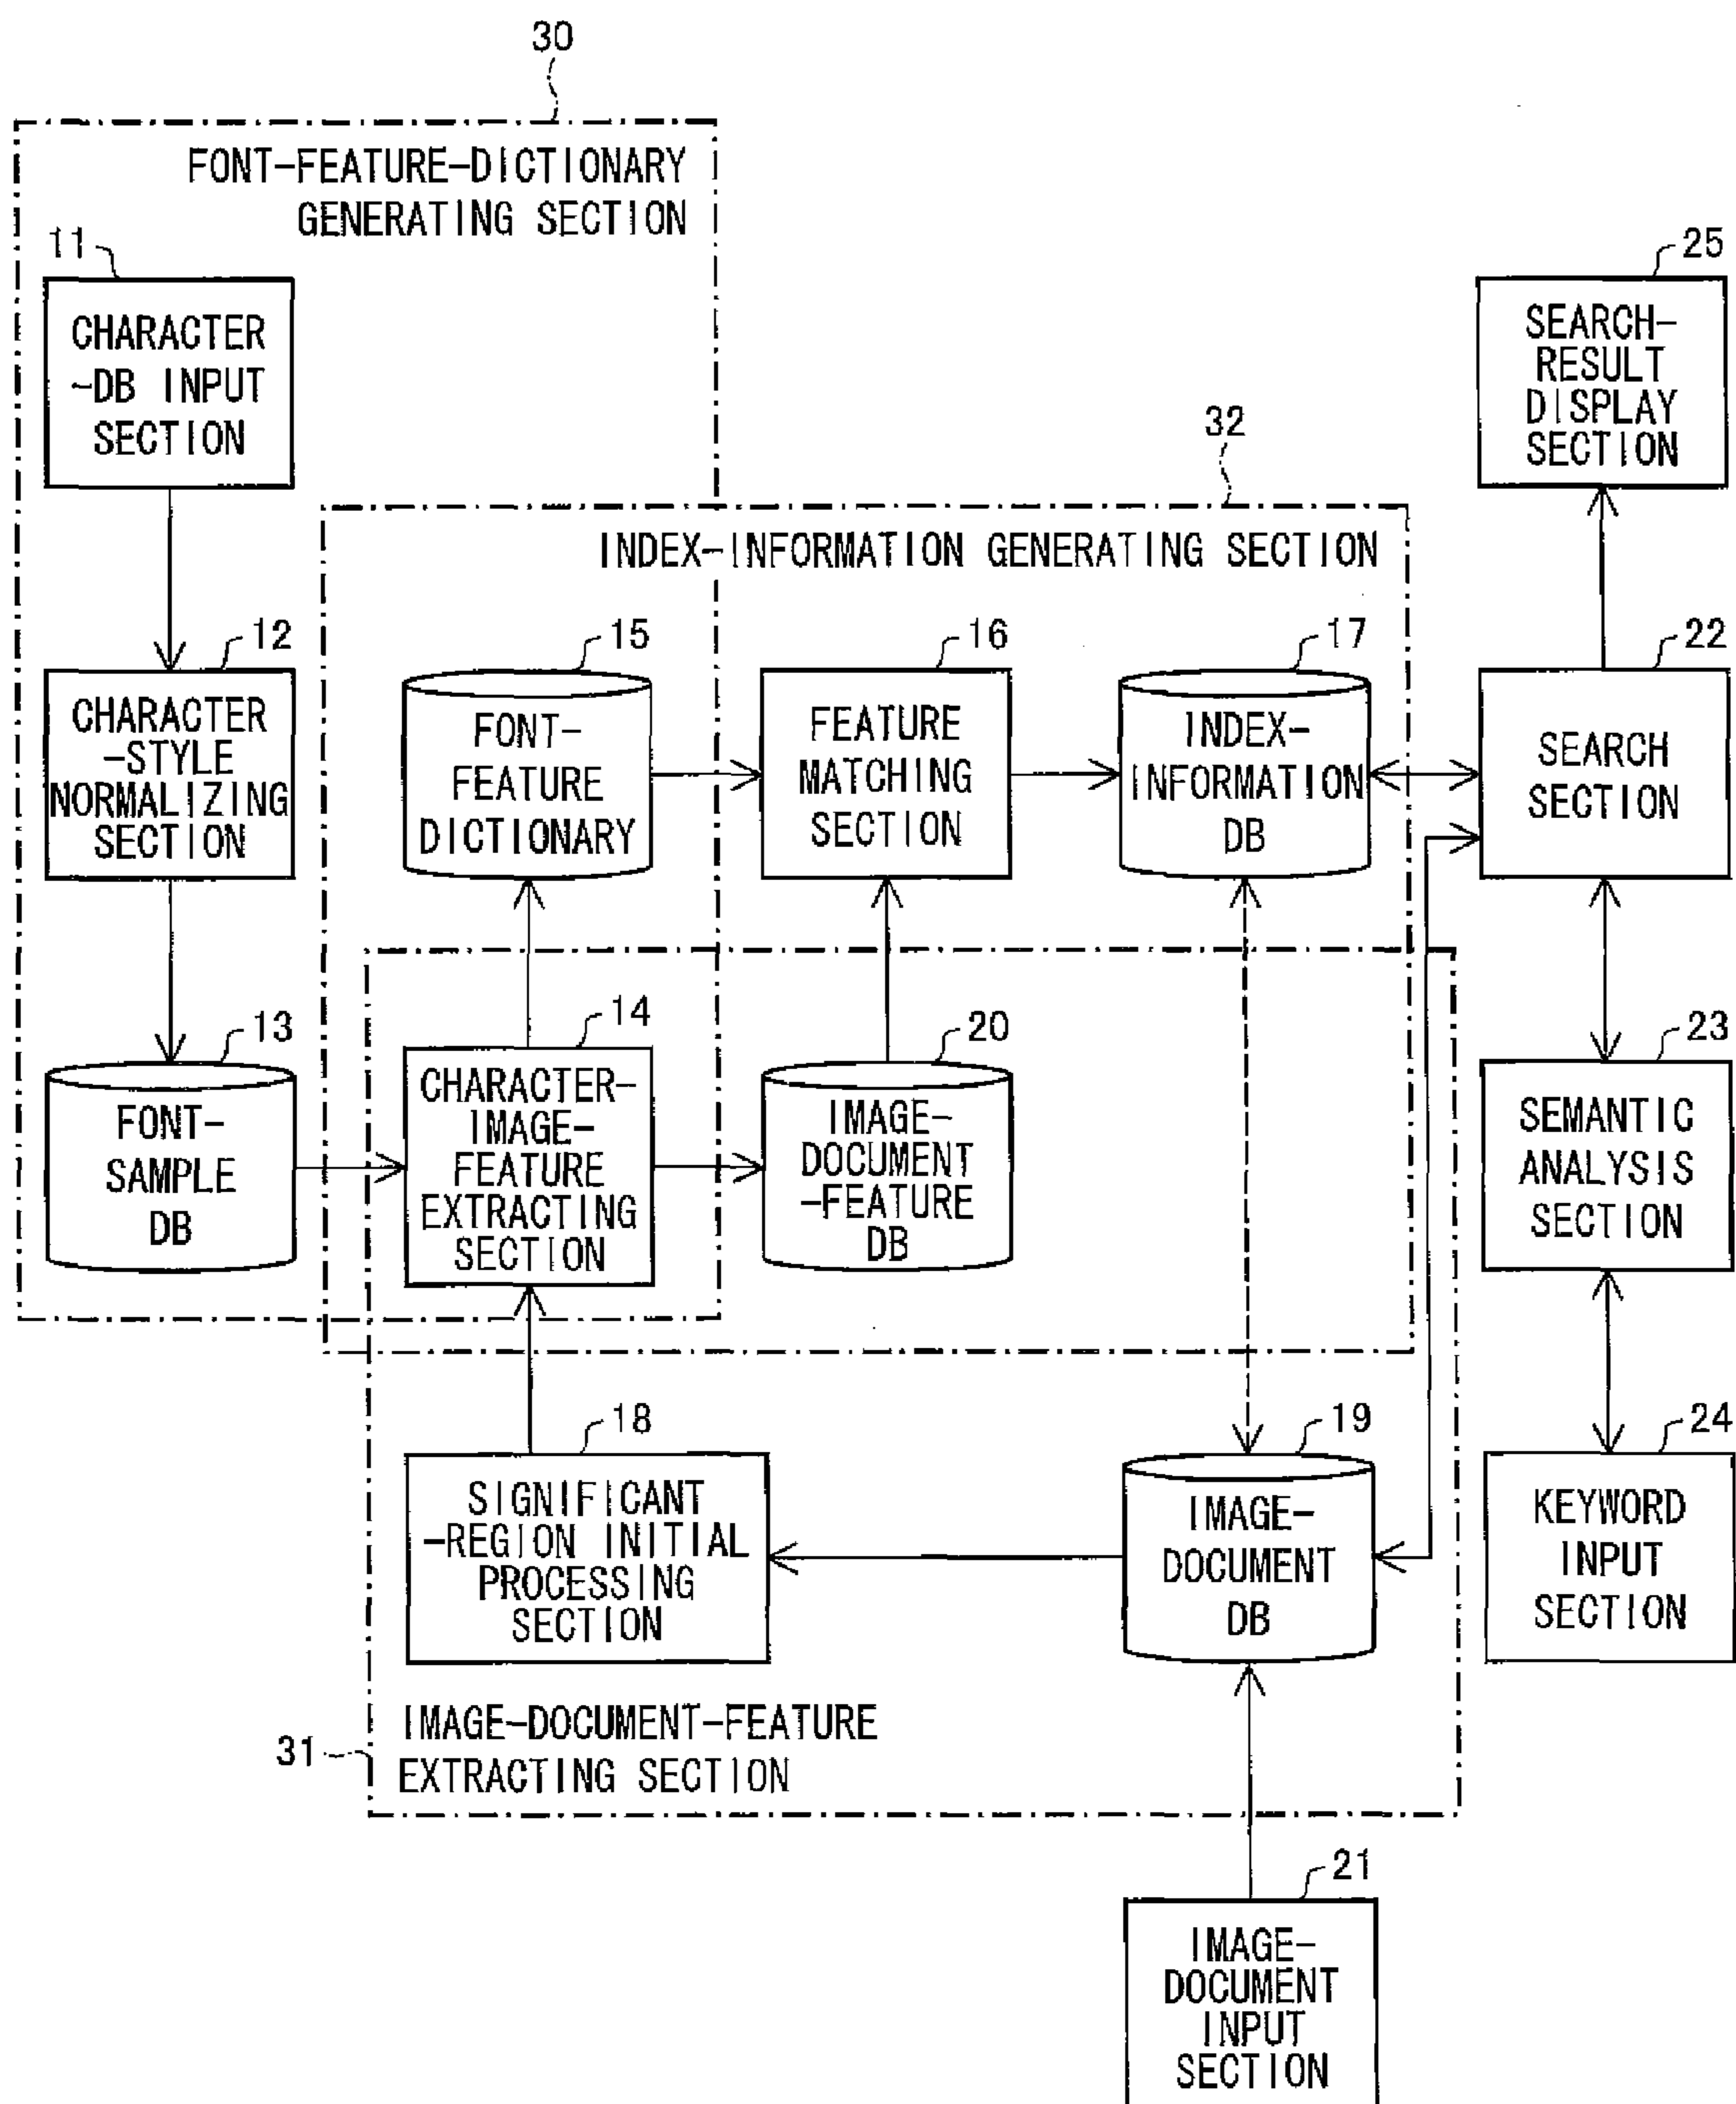 30
FONT-FEATURE-DICTIONARY
GENERATING SECTION
11
CHARACTER
-DB INPUT
SECTION
25
SEARCH-
RESULT
DISPLAY
SECTION
32
INDEX-INFORMATION GENERATING SECTION
12
CHARACTER
-STYLE
NORMALIZING
SECTION
15
FONT-
FEATURE
DICTIONARY
16
FEATURE
MATCHING
SECTION
17
INDEX-
INFORMATION
DB
22
SEARCH
SECTION
13
FONT-
SAMPLE
DB
14
CHARACTER-
IMAGE-
FEATURE
EXTRACTING
SECTION
20
IMAGE-
DOCUMENT
-FEATURE
DB
23
SEMANTIC
ANALYSIS
SECTION
18
SIGNIFICANT
-REGION INITIAL
PROCESSING
SECTION
19
IMAGE-
DOCUMENT
DB
24
KEYWORD
INPUT
SECTION
31
IMAGE-DOCUMENT-FEATURE
EXTRACTING SECTION
21
IMAGE-
DOCUMENT
INPUT
SECTION